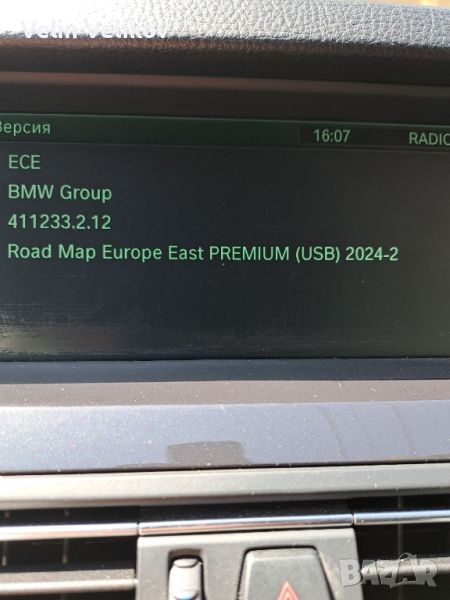 Velin Velikov
Версия 16:07 RADIO
ECE
BMW Group
411233.2.12
Road Map Europe East PREMIUM (USB) 2024-2
BAZAR